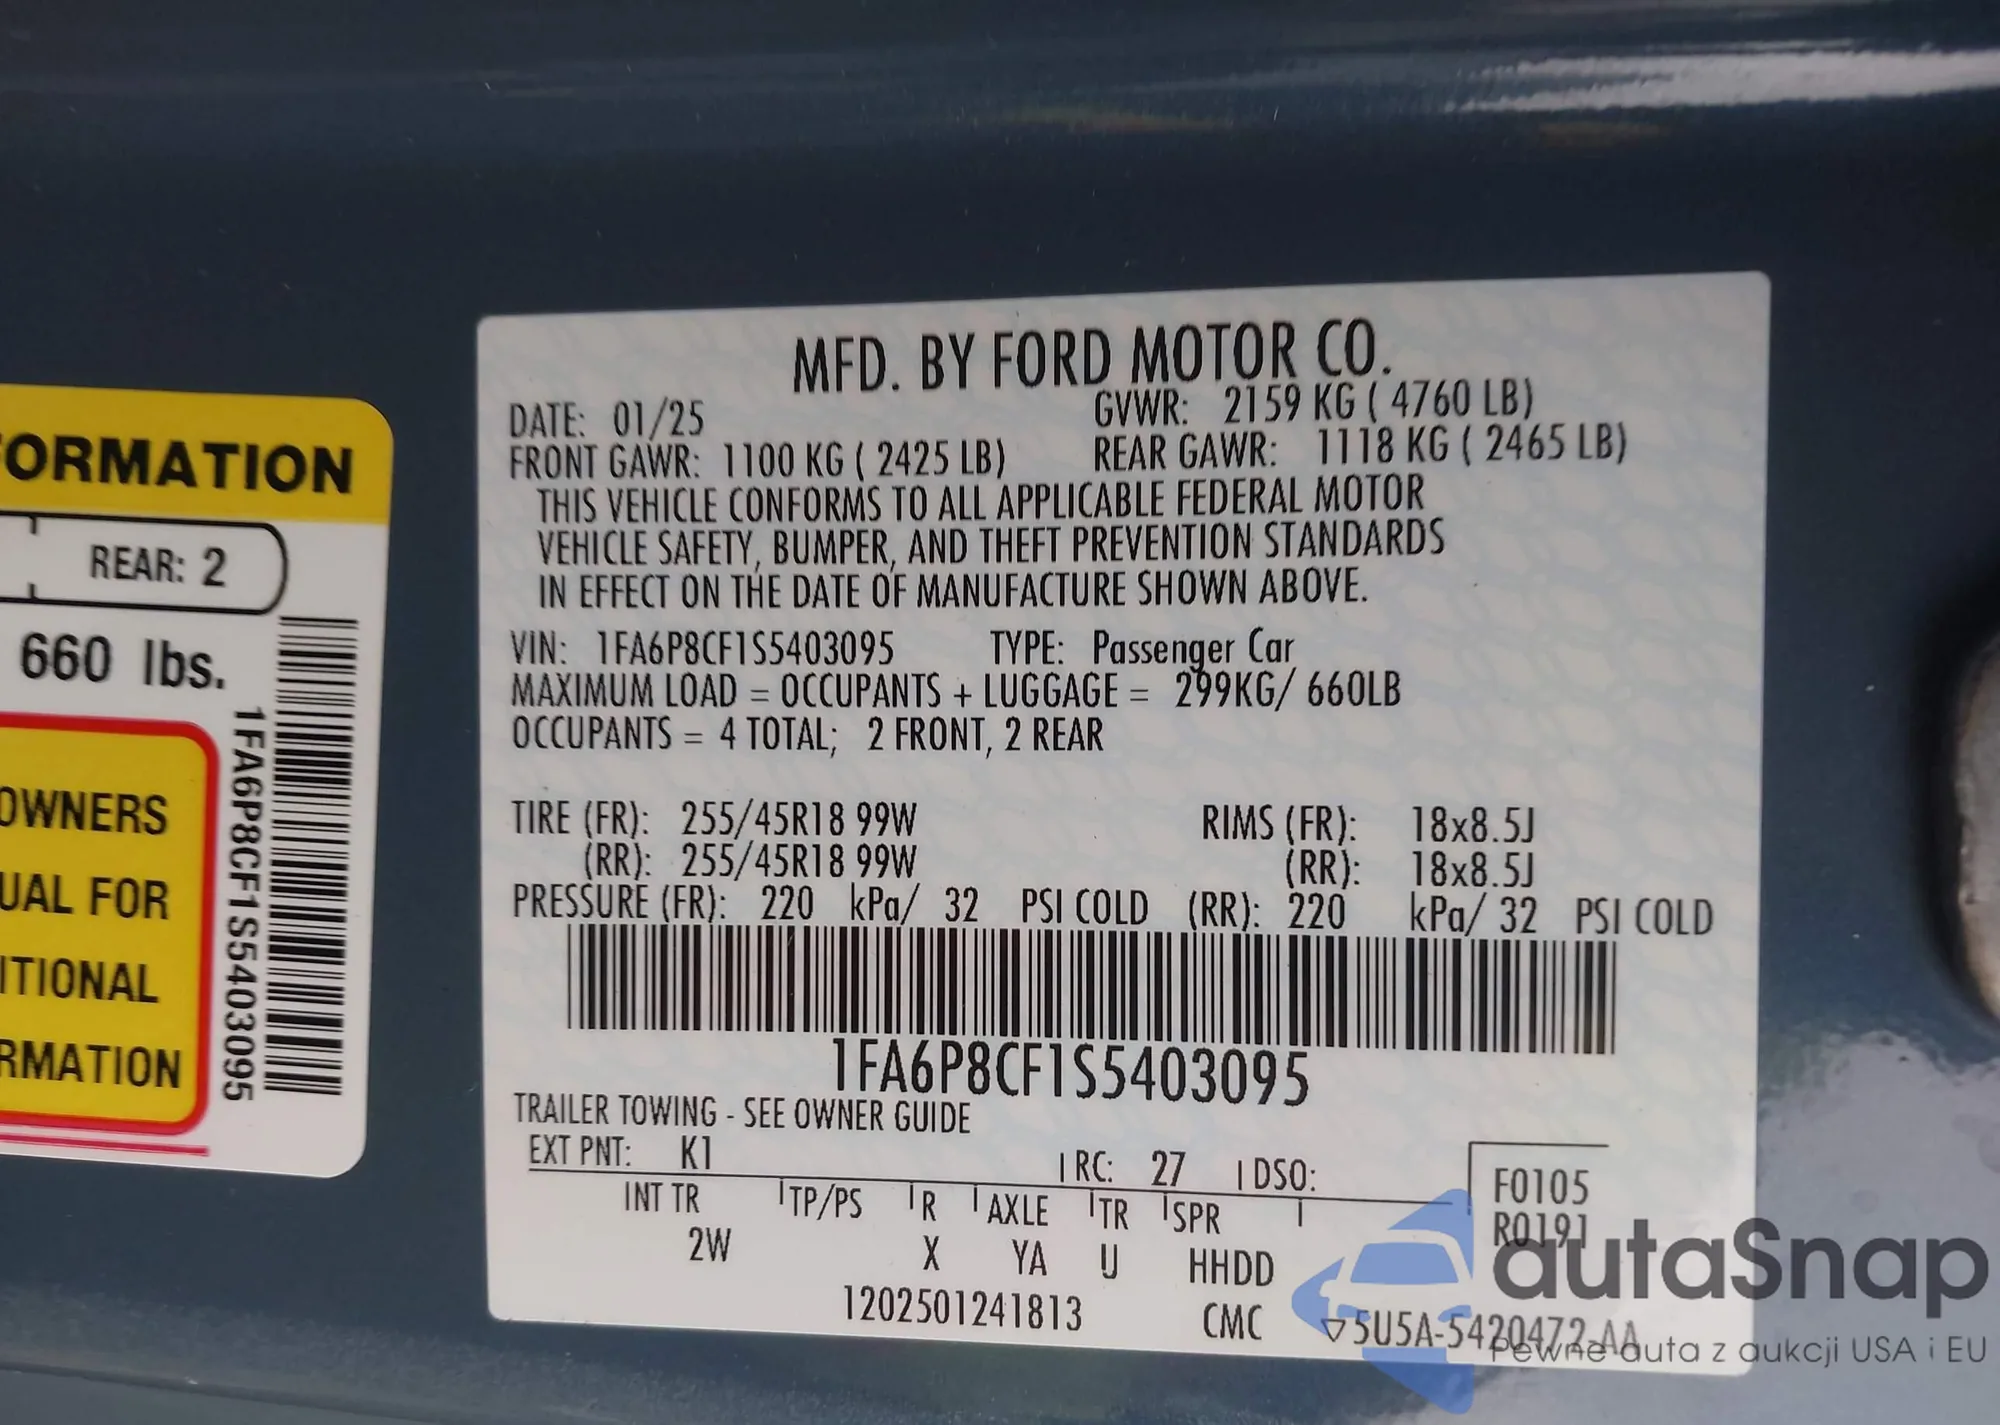 FORMATION
REAR: 2
660 lbs.
OWNERS
UAL FOR
ITIONAL
RMATION
1FA6P8CF1S5403095
MFD. BY FORD MOTOR CO.
DATE: 01/25 GVWR: 2159 KG ( 4760 LB)
FRONT GAWR: 1100 KG ( 2425 LB) REAR GAWR: 1118 KG ( 2465 LB)
THIS VEHICLE CONFORMS TO ALL APPLICABLE FEDERAL MOTOR
VEHICLE SAFETY, BUMPER, AND THEFT PREVENTION STANDARDS
IN EFFECT ON THE DATE OF MANUFACTURE SHOWN ABOVE.
VIN: 1FA6P8CF1S5403095 TYPE: Passenger Car
MAXIMUM LOAD = OCCUPANTS + LUGGAGE = 299KG/ 660LB
OCCUPANTS = 4 TOTAL; 2 FRONT, 2 REAR
TIRE (FR): 255/45R18 99W RIMS (FR): 18x8.5J
(RR): 255/45R18 99W (RR): 18x8.5J
PRESSURE (FR): 220 kPa/ 32 PSI COLD (RR): 220 kPa/ 32 PSI COLD
1FA6P8CF1S5403095
TRAILER TOWING - SEE OWNER GUIDE
EXT PNT: K1 RC: 27 DSO:
INT TR TP/PS R AXLE TR SPR
2W X YA U HHDD
F0105
R0191
1202501241813 CMC ▽5U5A-5420472-AA
autaSnap
Pewne auta z aukcji USA i EU